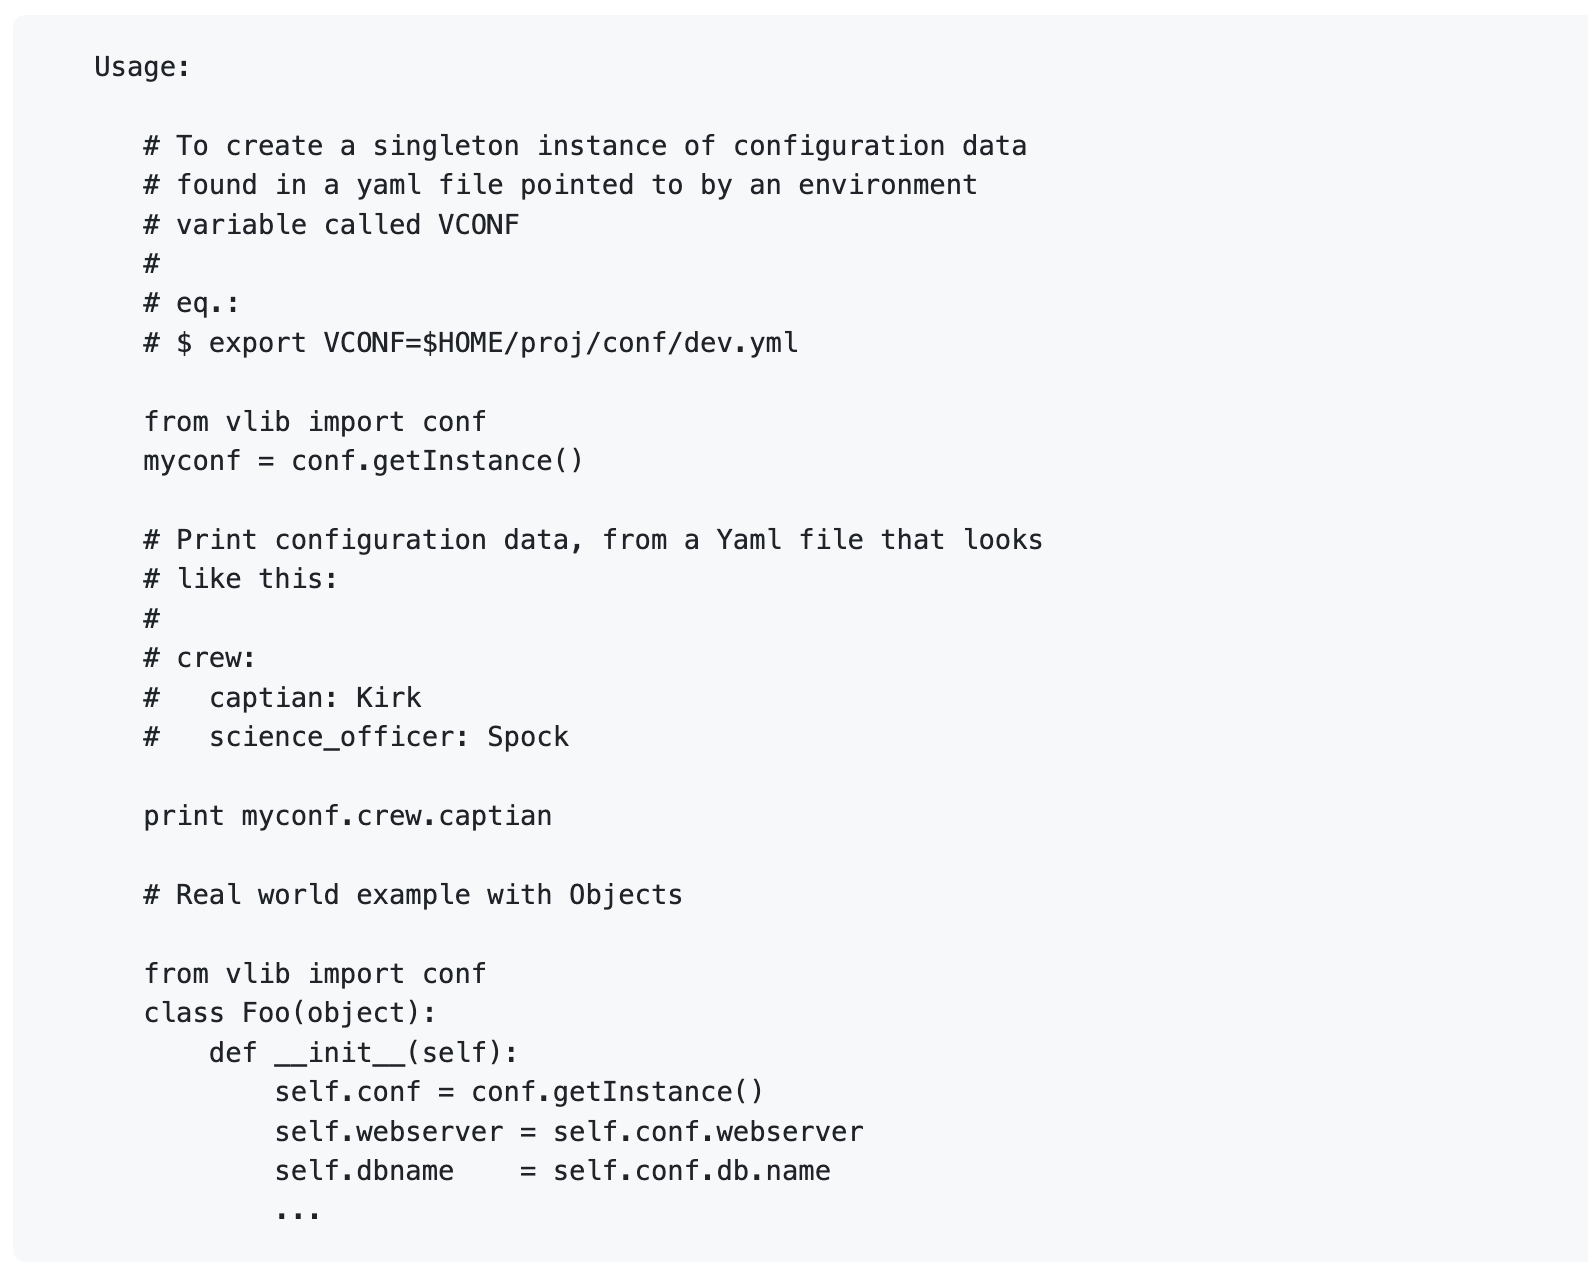 Usage:

   # To create a singleton instance of configuration data
   # found in a yaml file pointed to by an environment
   # variable called VCONF
   #
   # eq.:
   # $ export VCONF=$HOME/proj/conf/dev.yml

   from vlib import conf
   myconf = conf.getInstance()

   # Print configuration data, from a Yaml file that looks
   # like this:
   #
   # crew:
   #   captian: Kirk
   #   science_officer: Spock

   print myconf.crew.captian

   # Real world example with Objects

   from vlib import conf
   class Foo(object):
       def __init__(self):
           self.conf = conf.getInstance()
           self.webserver = self.conf.webserver
           self.dbname    = self.conf.db.name
           ...